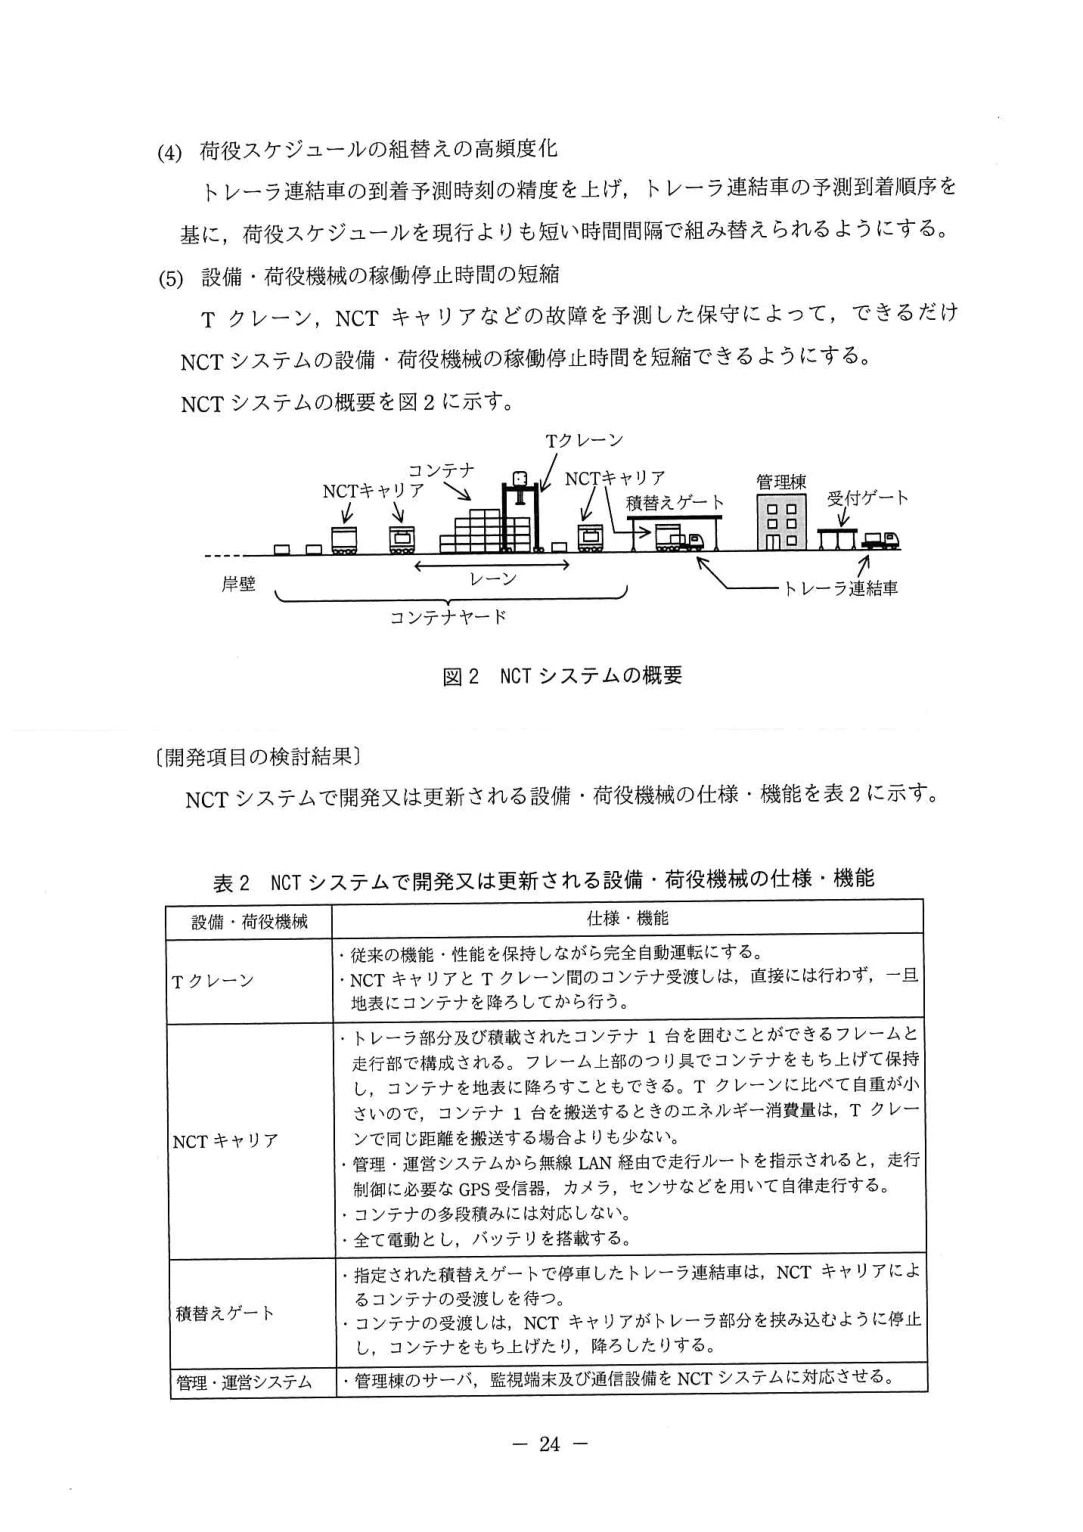 (4) 荷役スケジュールの組替えの高頻度化
トレーラ連結車の到着予測時刻の精度を上げ，トレーラ連結車の予測到着順序を
基に，荷役スケジュールを現行よりも短い時間間隔で組み替えられるようにする。
(5) 設備・荷役機械の稼働停止時間の短縮
T クレーン，NCT キャリアなどの故障を予測した保守によって，できるだけ
NCT システムの設備・荷役機械の稼働停止時間を短縮できるようにする。
NCT システムの概要を図 2 に示す。
Tクレーン
コンテナ
NCTキャリア
NCTキャリア
積替えゲート
管理棟
受付ゲート
岸壁
レーン
トレーラ連結車
コンテナヤード
図 2 NCT システムの概要
〔開発項目の検討結果〕
NCT システムで開発又は更新される設備・荷役機械の仕様・機能を表 2 に示す。
表 2 NCT システムで開発又は更新される設備・荷役機械の仕様・機能
設備・荷役機械
仕様・機能
T クレーン
・従来の機能・性能を保持しながら完全自動運転にする。
・NCT キャリアと T クレーン間のコンテナ受渡しは，直接には行わず，一旦
地表にコンテナを降ろしてから行う。
NCT キャリア
・トレーラ部分及び積載されたコンテナ 1 台を囲むことができるフレームと
走行部で構成される。フレーム上部のつり具でコンテナをもち上げて保持
し，コンテナを地表に降ろすこともできる。T クレーンに比べて自重が小
さいので，コンテナ 1 台を搬送するときのエネルギー消費量は，T クレー
ンで同じ距離を搬送する場合よりも少ない。
・管理・運営システムから無線 LAN 経由で走行ルートを指示されると，走行
制御に必要な GPS 受信器，カメラ，センサなどを用いて自律走行する。
・コンテナの多段積みには対応しない。
・全て電動とし，バッテリを搭載する。
積替えゲート
・指定された積替えゲートで停車したトレーラ連結車は，NCT キャリアによ
るコンテナの受渡しを待つ。
・コンテナの受渡しは，NCT キャリアがトレーラ部分を挟み込むように停止
し，コンテナをもち上げたり，降ろしたりする。
管理・運営システム
・管理棟のサーバ，監視端末及び通信設備を NCT システムに対応させる。
－ 24 －